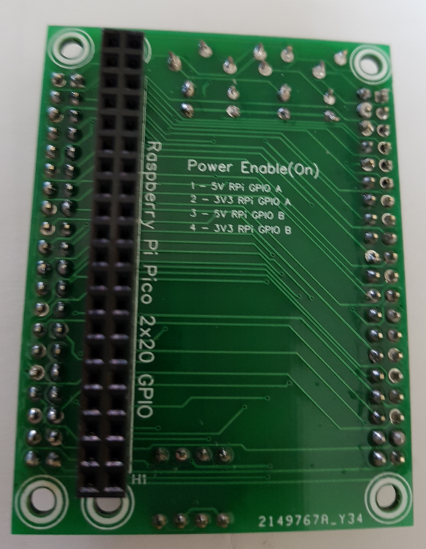 Power Enable(On)
1 - 5V RPi GPIO A
2 - 3V3 RPi GPIO A
3 - 5V RPi GPIO B
4 - 3V3 RPi GPIO B
Raspberry Pi Pico 2x20 GPIO
H1
2149767A_Y34